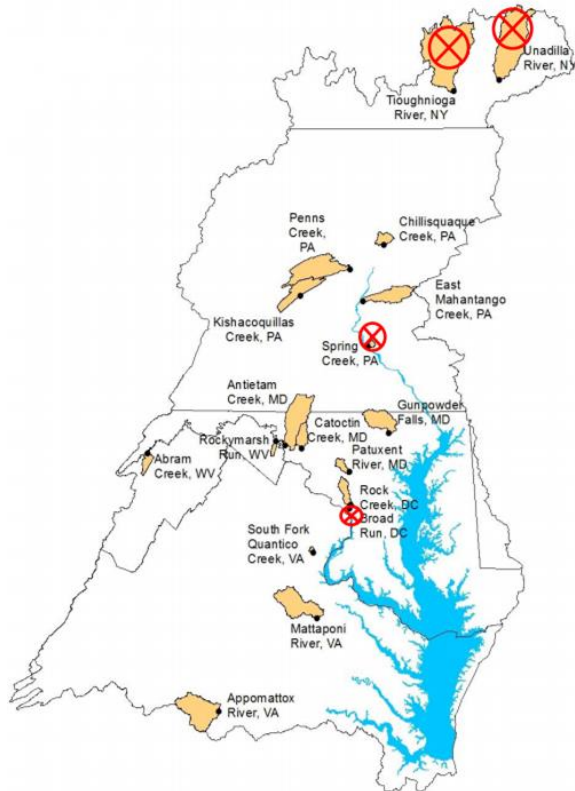 Unadilla
River, NY
Tioughnioga
River, NY
Penns
Creek,
PA
Chillisquaque
Creek, PA
East
Mahantango
Creek, PA
Kishacoquillas
Creek, PA
Spring
Creek, PA
Antietam
Creek, MD
Gunpowder
Falls, MD
Catoctin
Creek, MD
Rockymarsh
Run, WV
Abram
Creek, WV
Patuxent
River, MD
Rock
Creek, DC
Broad
Run, DC
South Fork
Quantico
Creek, VA
Mattaponi
River, VA
Appomattox
River, VA